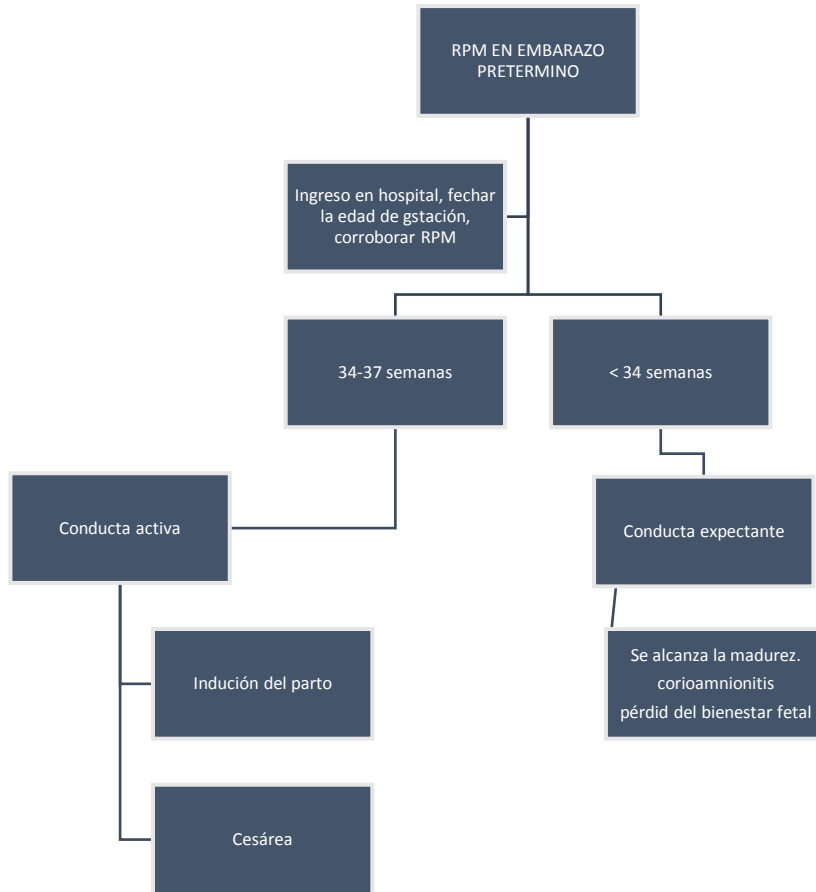 RPM EN EMBARAZO
PRETERMINO
Ingreso en hospital, fechar
la edad de gstación,
corroborar RPM
34-37 semanas
< 34 semanas
Conducta activa
Conducta expectante
Indución del parto
Se alcanza la madurez.
corioamnionitis
pérdid del bienestar fetal
Cesárea